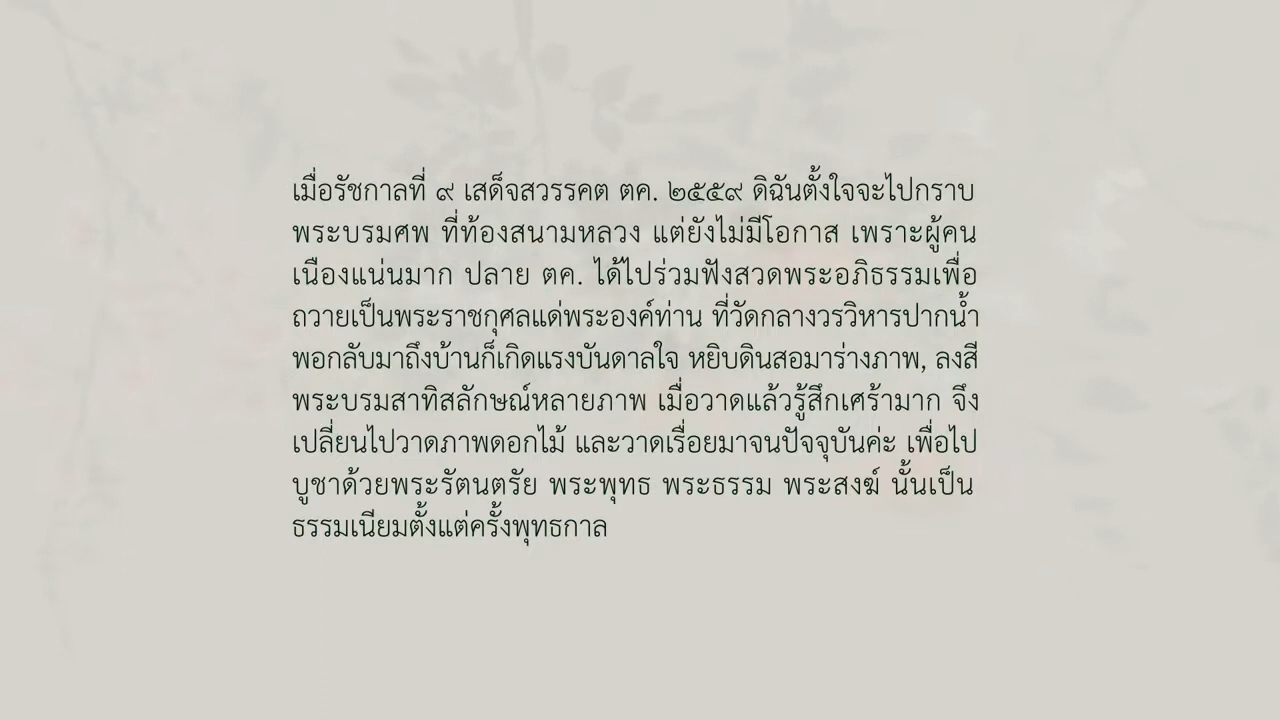 เมื่อรัชกาลที่ ๙ เสด็จสวรรคต ตค. ๒๕๕๙ ดิฉันตั้งใจจะไปกราบ
พระบรมศพ ที่ท้องสนามหลวง แต่ยังไม่มีโอกาส เพราะผู้คน
เนืองแน่นมาก ปลาย ตค. ได้ไปร่วมฟังสวดพระอภิธรรมเพื่อ
ถวายเป็นพระราชกุศลแด่พระองค์ท่าน ที่วัดกลางวรวิหารปากน้ำ
พอกลับมาถึงบ้านก็เกิดแรงบันดาลใจ หยิบดินสอมาร่างภาพ, ลงสี
พระบรมสาทิสลักษณ์หลายภาพ เมื่อวาดแล้วรู้สึกเศร้ามาก จึง
เปลี่ยนไปวาดภาพดอกไม้ และวาดเรื่อยมาจนปัจจุบันค่ะ เพื่อไป
บูชาด้วยพระรัตนตรัย พระพุทธ พระธรรม พระสงฆ์ นั้นเป็น
ธรรมเนียมตั้งแต่ครั้งพุทธกาล